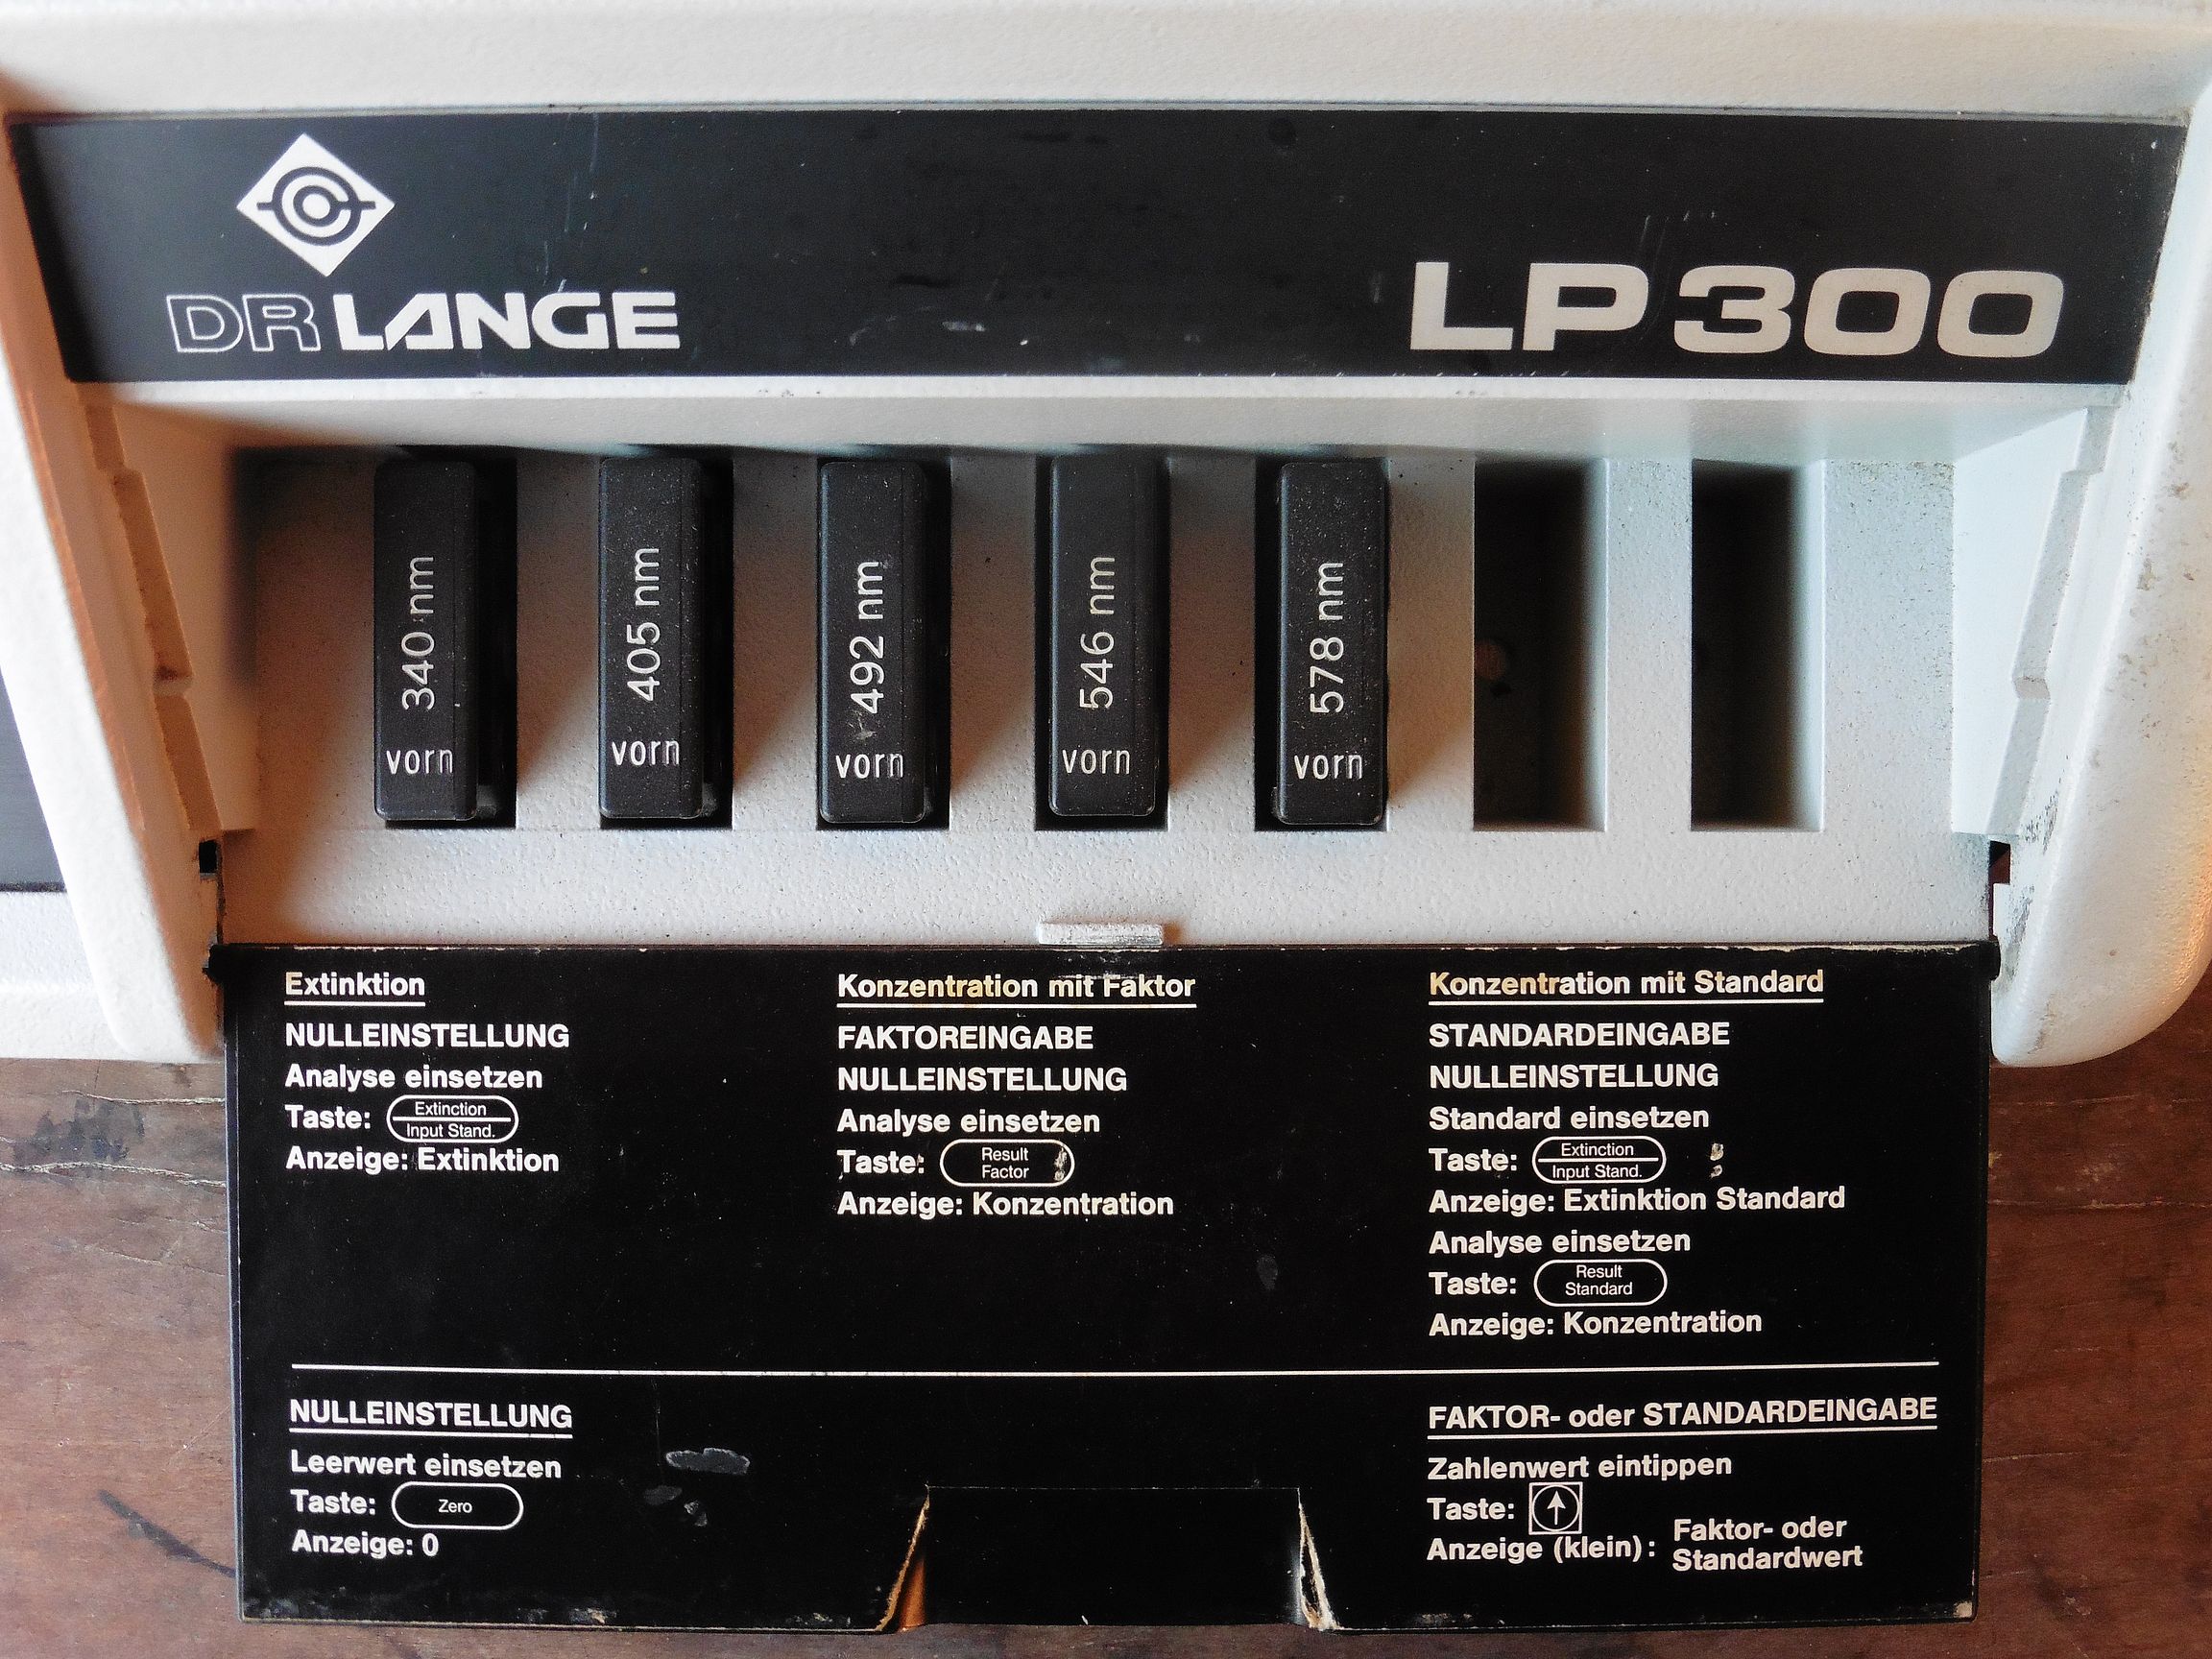 DR LANGE
LP300
340 nm
vorn
405 nm
vorn
492 nm
vorn
546 nm
vorn
578 nm
vorn
Extinktion
NULLEINSTELLUNG
Analyse einsetzen
Taste: Extinction
Input Stand.
Anzeige: Extinktion
Konzentration mit Faktor
FAKTOREINGABE
NULLEINSTELLUNG
Analyse einsetzen
Taste: Result
Factor
Anzeige: Konzentration
Konzentration mit Standard
STANDARDEINGABE
NULLEINSTELLUNG
Standard einsetzen
Taste: Extinction
Input Stand.
Anzeige: Extinktion Standard
Analyse einsetzen
Taste: Result
Standard
Anzeige: Konzentration
NULLEINSTELLUNG
Leerwert einsetzen
Taste: Zero
Anzeige: 0
FAKTOR- oder STANDARDEINGABE
Zahlenwert eintippen
Taste: ↑
Anzeige (klein): Faktor- oder
Standardwert